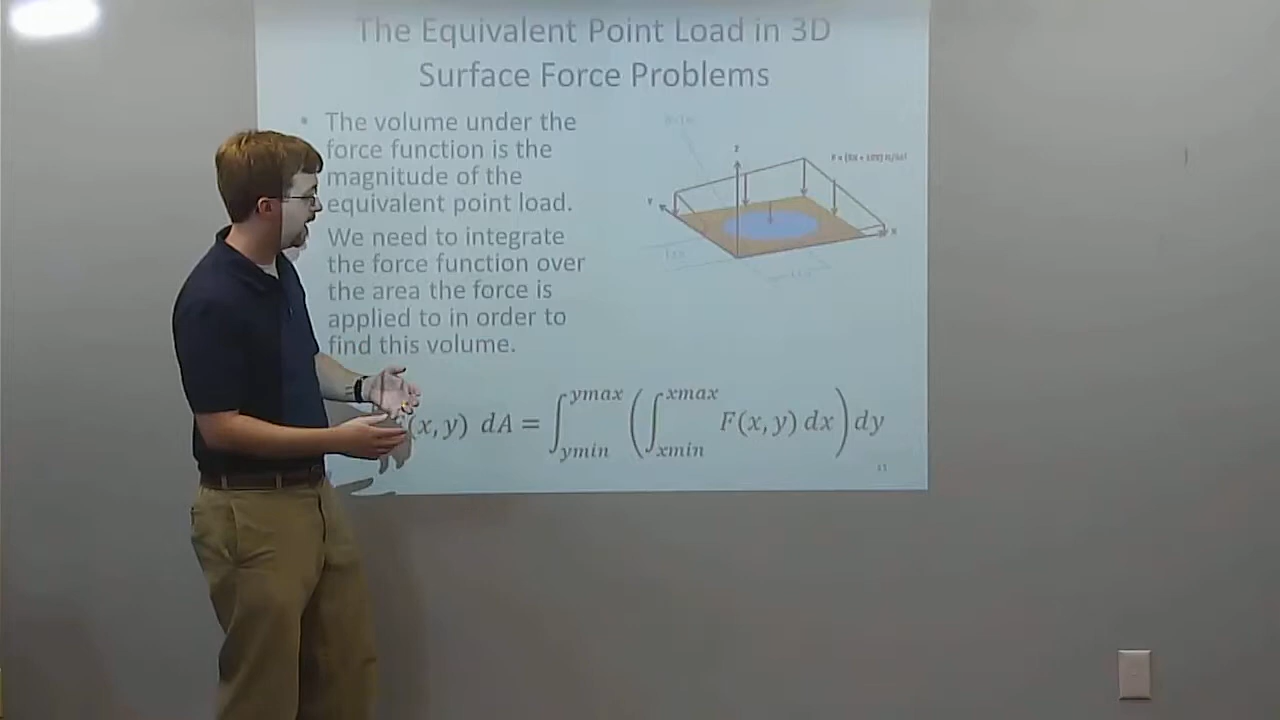 The Equivalent Point Load in 3D
Surface Force Problems
• The volume under the
force function is the
magnitude of the
equivalent point load.
We need to integrate
the force function over
the area the force is
applied to in order to
find this volume.
z
Y
X
(x, y) dA = ∫_{ymin}^{ymax} (∫_{xmin}^{xmax} F(x, y) dx) dy